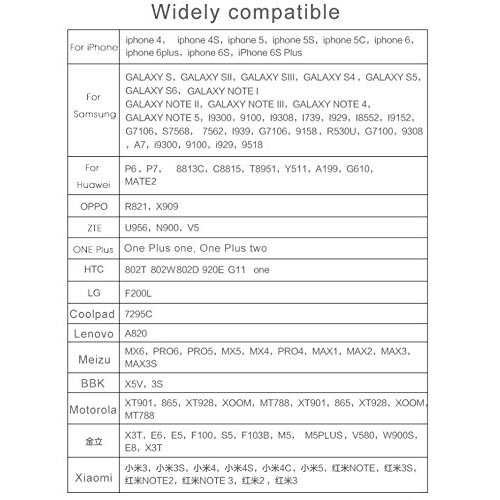 Widely compatible
For iPhone
iphone 4， iphone 4S，iphone 5，iphone 5S，iphone 5C，iphone 6，
iphone 6plus，iphone 6S，iPhone 6S Plus
For
Samsung
GALAXY S，GALAXY SII，GALAXY SIII，GALAXY S4，GALAXY S5，
GALAXY S6，GALAXY NOTE I
GALAXY NOTE II，GALAXY NOTE III，GALAXY NOTE 4，
GALAXY NOTE 5，I9300，9100，I9308，I739，I929，I8552，I9152，
G7106，S7568， 7562，I939，G7106，9158，R530U，G7100，9308
，A7，i9300，9100，i929，9518
For
Huawei
P6，P7， 8813C，C8815，T8951，Y511，A199，G610，
MATE2
OPPO
R821，X909
ZTE
U956，N900，V5
ONE Plus
One Plus one, One Plus two
HTC
802T 802W802D 920E G11 one
LG
F200L
Coolpad
7295C
Lenovo
A820
Meizu
MX6，PRO6，PRO5，MX5，MX4，PRO4，MAX1，MAX2，MAX3，
MAX3S
BBK
X5V，3S
Motorola
XT901，865，XT928，XOOM，MT788，XT901，865，XT928，XOOM，
MT788
金立
X3T，E6，E5，F100，S5，F103B，M5， M5PLUS，V580，W900S，
E8，X3T
Xiaomi
小米3，小米3S，小米4，小米4S，小米4C，小米5，红米NOTE，红米3S，
红米NOTE2，红米NOTE 3，红米2，红米3